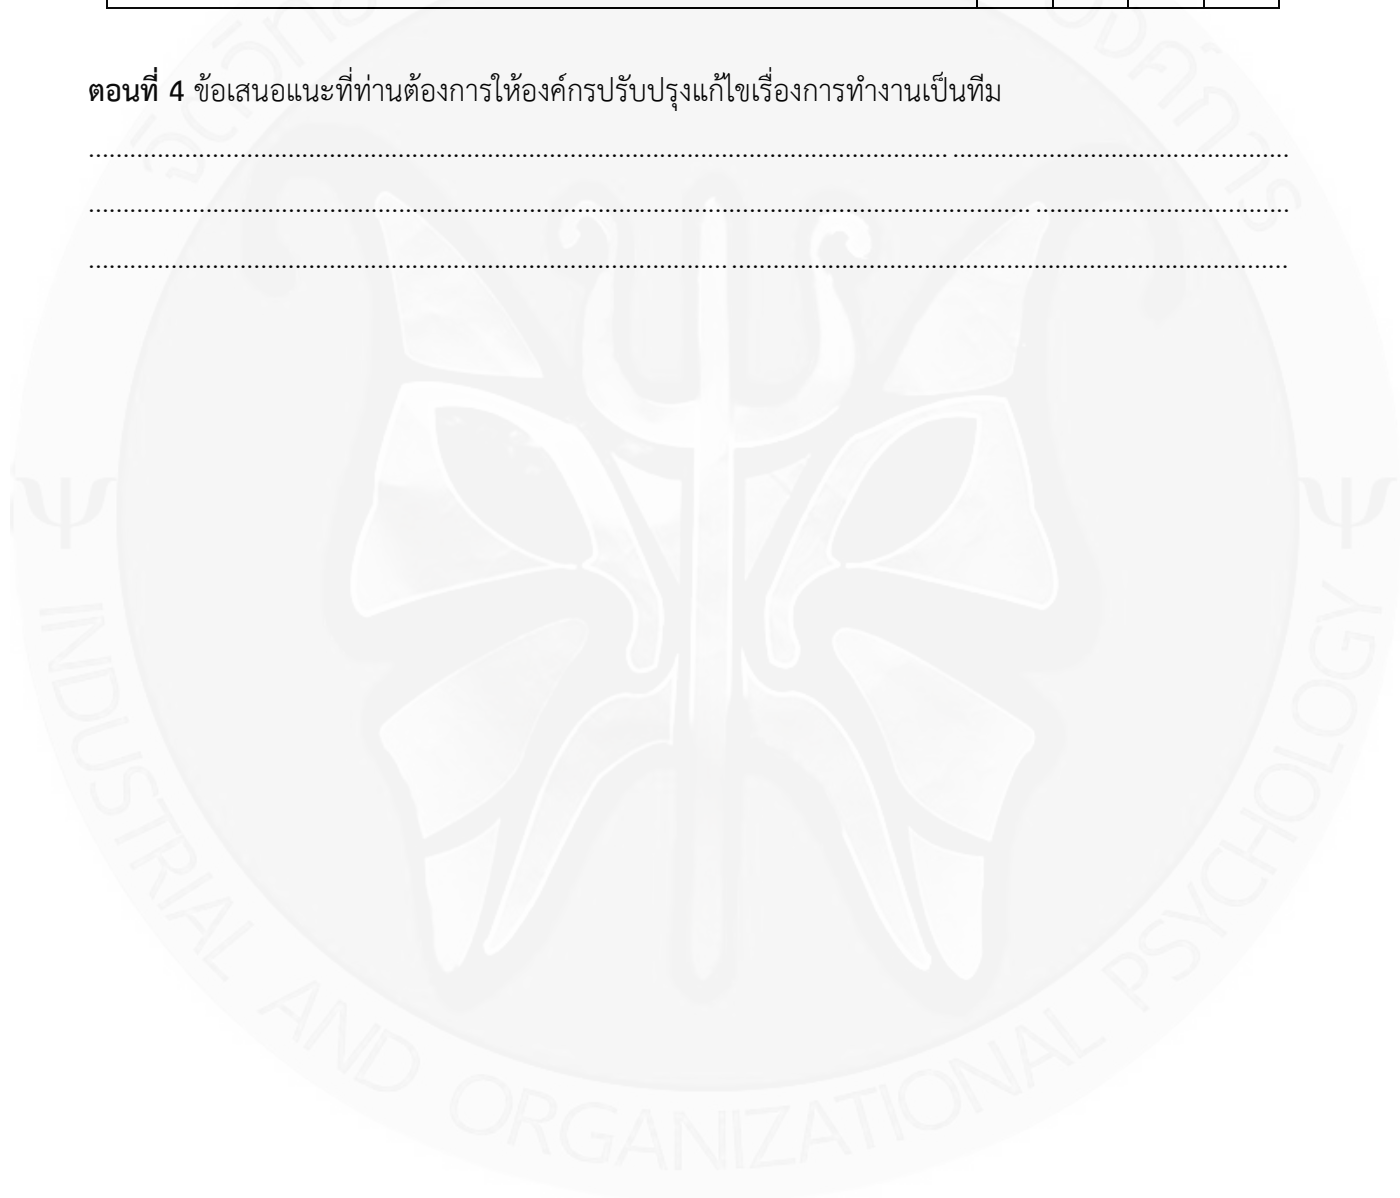 ตอนที่ 4 ข้อเสนอแนะที่ท่านต้องการให้องค์กรปรับปรุงแก้ไขเรื่องการทำงานเป็นทีม
Ψ Ψ
INDUSTRIAL AND ORGANIZATIONAL PSYCHOLOGY